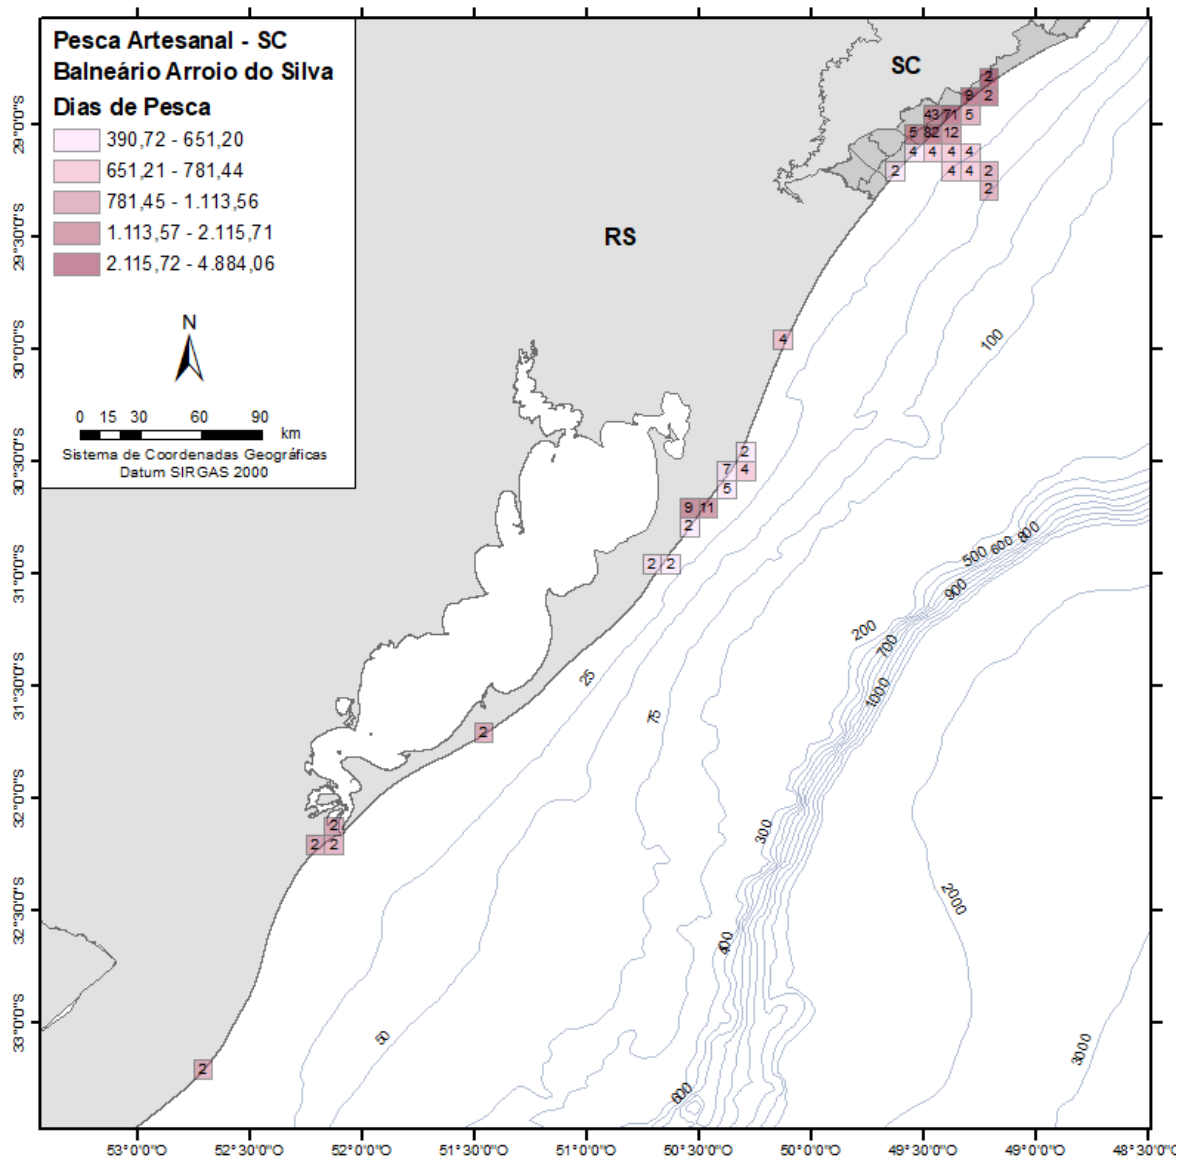 Pesca Artesanal - SC
Balneário Arroio do Silva
Dias de Pesca
390,72 - 651,20
651,21 - 781,44
781,45 - 1.113,56
1.113,57 - 2.115,71
2.115,72 - 4.884,06
N
0 15 30 60 90
km
Sistema de Coordenadas Geográficas
Datum SIRGAS 2000
SC
RS
2
9 2
43 71 5
5 82 12
4 4 4 4
2 4 4 2
2
4
2
7 4
5
9 11
2
2 2
2
2
2 2
2
100
500 600 800
900
200
700
1000
25
75
300
400
2000
50
600
3000
29°0'0"S
29°30'0"S
30°0'0"S
30°30'0"S
31°0'0"S
31°30'0"S
32°0'0"S
32°30'0"S
33°0'0"S
53°0'0"O 52°30'0"O 52°0'0"O 51°30'0"O 51°0'0"O 50°30'0"O 50°0'0"O 49°30'0"O 49°0'0"O 48°30'0"O